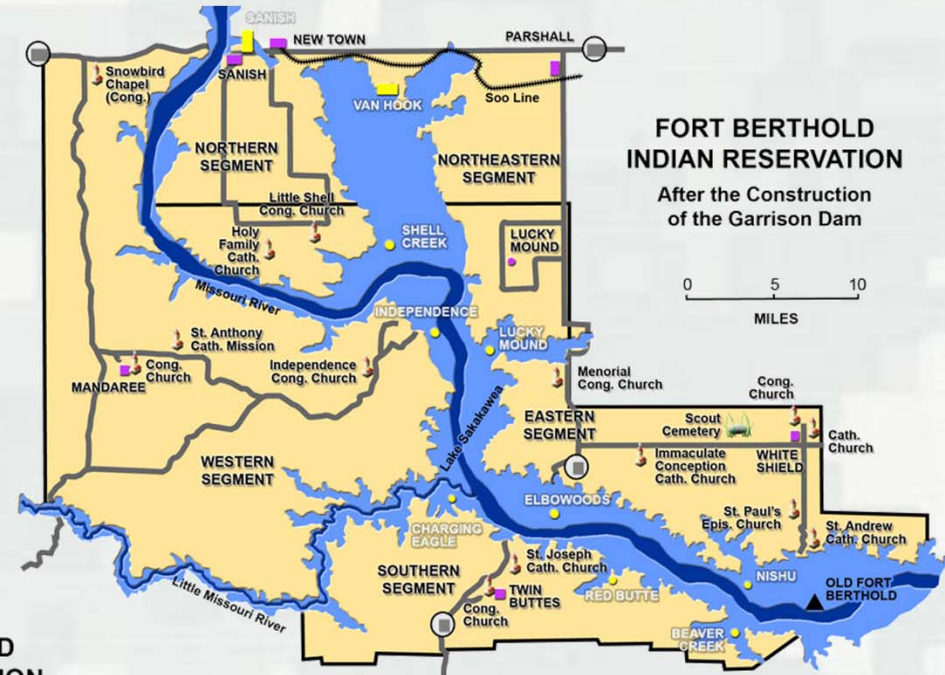 SANISH
NEW TOWN
PARSHALL
Snowbird
Chapel
(Cong.)
SANISH
VAN HOOK
Soo Line
FORT BERTHOLD
INDIAN RESERVATION
After the Construction
of the Garrison Dam
0 5 10
MILES
NORTHERN
SEGMENT
NORTHEASTERN
SEGMENT
Little Shell
Cong. Church
Holy
Family
Cath.
Church
SHELL
CREEK
LUCKY
MOUND
Missouri River
INDEPENDENCE
LUCKY
MOUND
St. Anthony
Cath. Mission
Cong.
Church
MANDAREE
Independence
Cong. Church
Menorial
Cong. Church
EASTERN
SEGMENT
Lake Sakakawea
Cong.
Church
Scout
Cemetery
Cath.
Church
WHITE
SHIELD
Immaculate
Conception
Cath. Church
WESTERN
SEGMENT
ELBOWOODS
CHARGING
EAGLE
St. Paul's
Epis. Church
St. Andrew
Cath. Church
SOUTHERN
SEGMENT
St. Joseph
Cath. Church
TWIN
BUTTES
Cong.
Church
RED BUTTE
NISHU
OLD FORT
BERTHOLD
Little Missouri River
BEAVER
CREEK
D